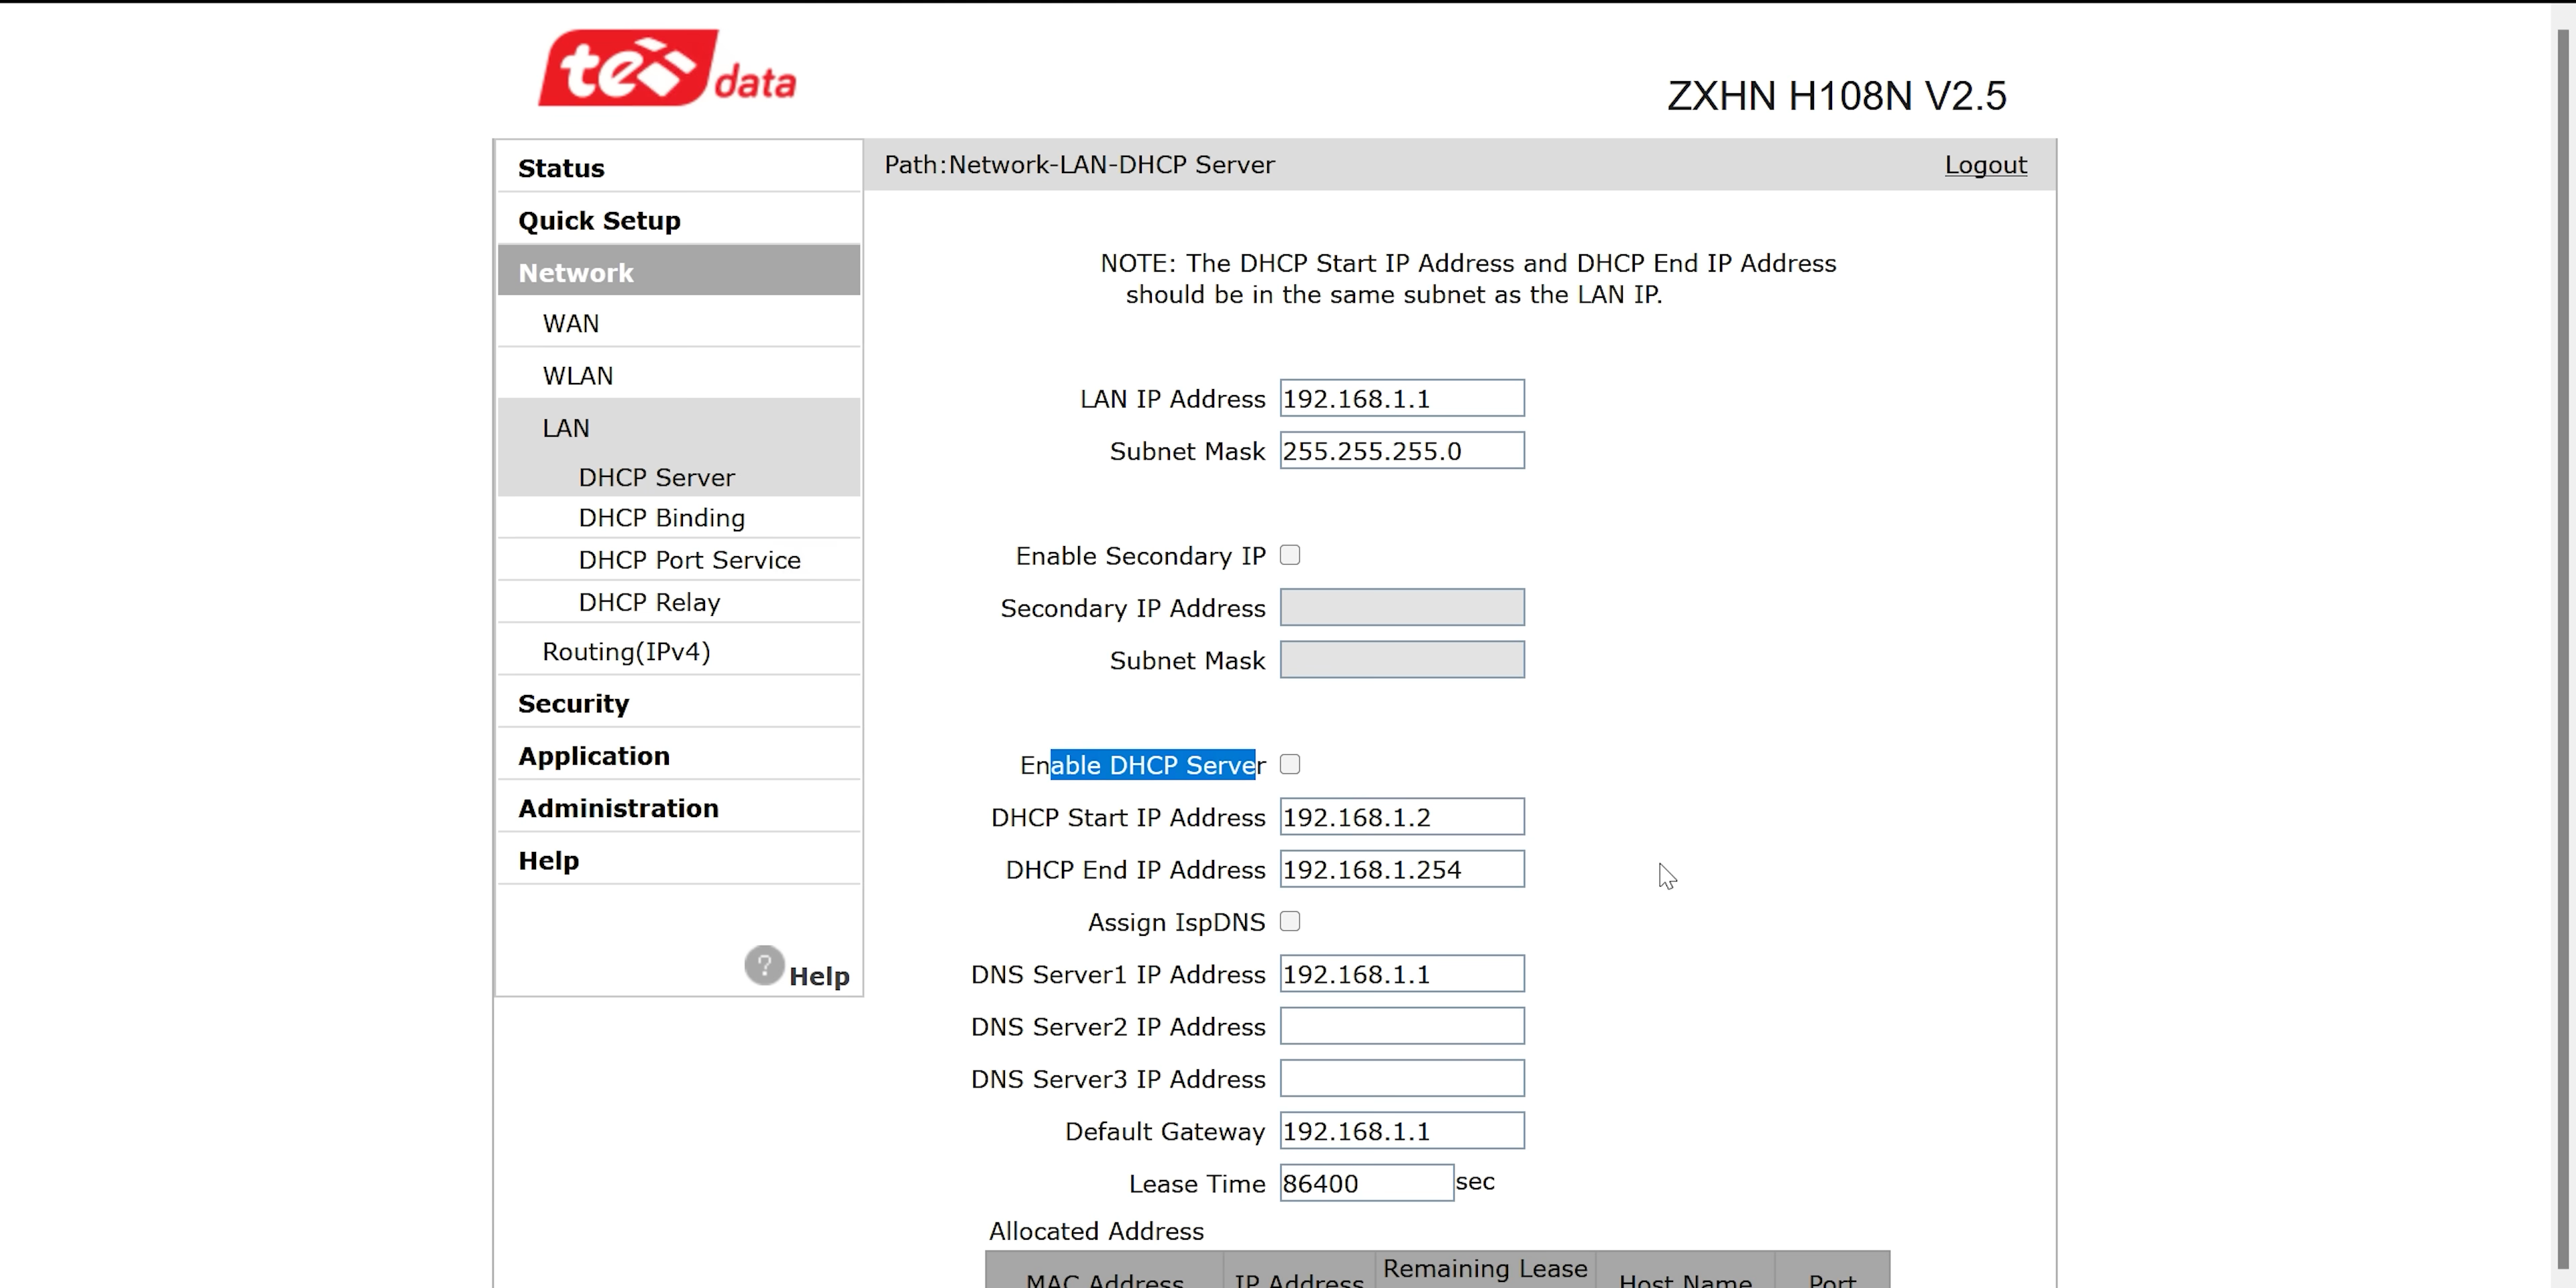 te data
ZXHN H108N V2.5
Path:Network-LAN-DHCP Server
Logout
Status
Quick Setup
Network
WAN
WLAN
LAN
DHCP Server
DHCP Binding
DHCP Port Service
DHCP Relay
Routing(IPv4)
Security
Application
Administration
Help
? Help
NOTE: The DHCP Start IP Address and DHCP End IP Address
should be in the same subnet as the LAN IP.
LAN IP Address 192.168.1.1
Subnet Mask 255.255.255.0
Enable Secondary IP
Secondary IP Address
Subnet Mask
Enable DHCP Server
DHCP Start IP Address 192.168.1.2
DHCP End IP Address 192.168.1.254
Assign IspDNS
DNS Server1 IP Address 192.168.1.1
DNS Server2 IP Address
DNS Server3 IP Address
Default Gateway 192.168.1.1
Lease Time 86400 sec
Allocated Address
MAC Address IP Address Remaining Lease Host Name Port